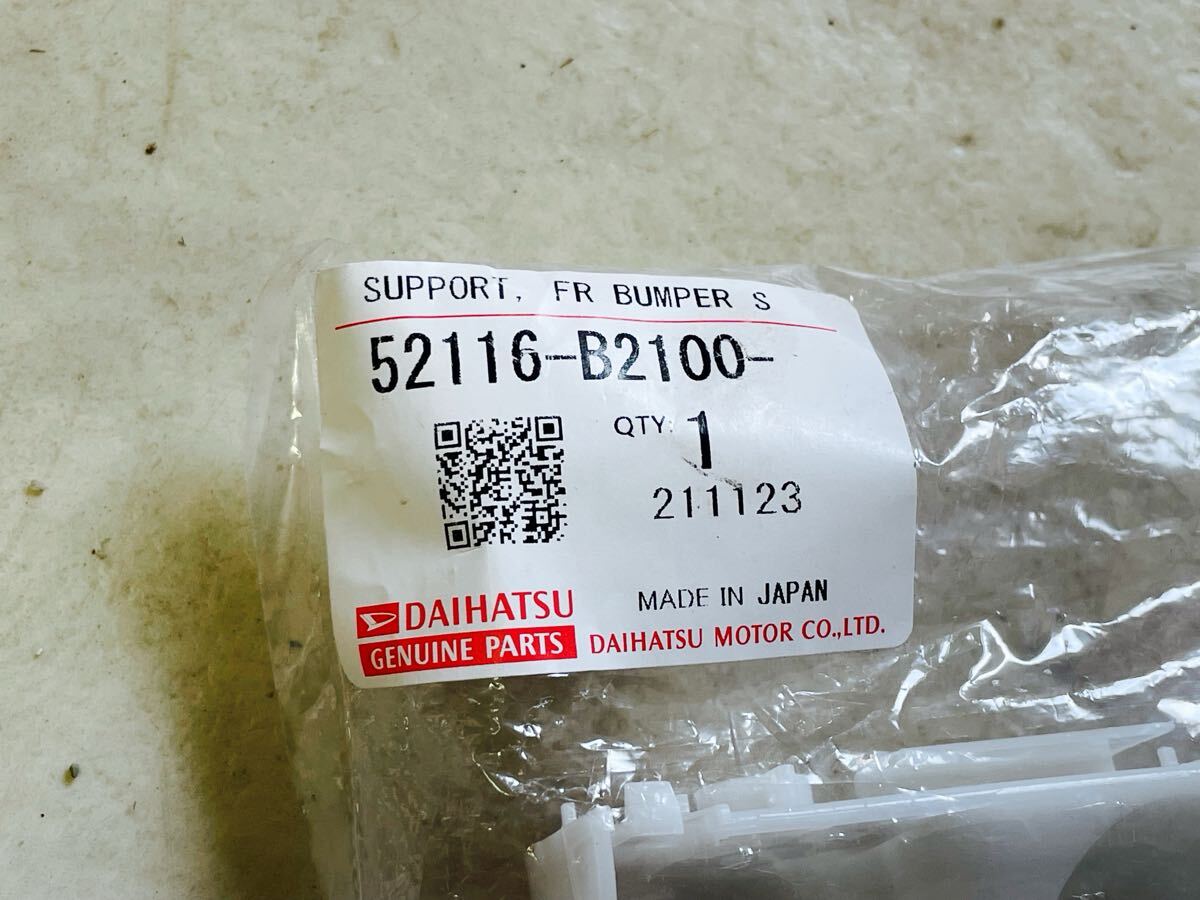 SUPPORT, FR BUMPER S
52116-B2100-
QTY: 1
211123
MADE IN JAPAN
DAIHATSU
GENUINE PARTS
DAIHATSU MOTOR CO.,LTD.